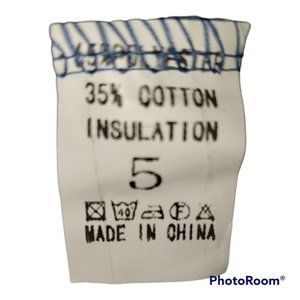 35% COTTON
INSULATION
5
MADE IN CHINA
PhotoRoom®